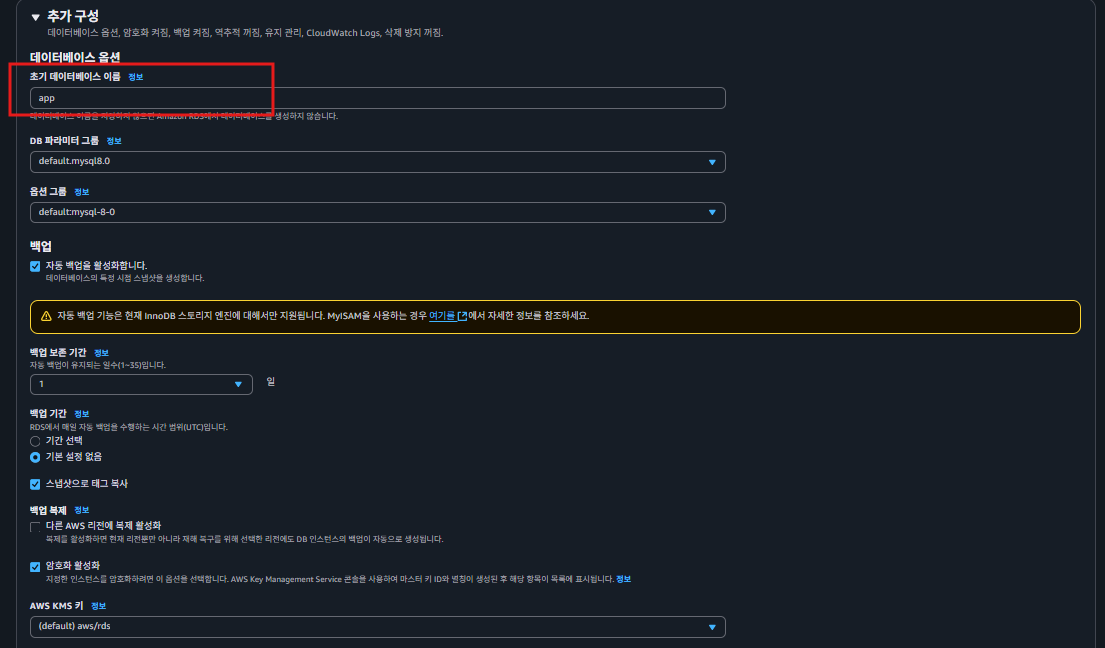 ▼ 추가 구성
데이터베이스 옵션, 암호화 켜짐, 백업 켜짐, 역추적 꺼짐, 유지 관리, CloudWatch Logs, 삭제 방지 꺼짐.
데이터베이스 옵션
초기 데이터베이스 이름 정보
app
데이터베이스 이름을 지정하지 않으면 Amazon RDS에서 데이터베이스를 생성하지 않습니다.
DB 파라미터 그룹 정보
default.mysql8.0
옵션 그룹 정보
default:mysql-8-0
백업
자동 백업을 활성화합니다.
데이터베이스의 특정 시점 스냅샷을 생성합니다.
자동 백업 기능은 현재 InnoDB 스토리지 엔진에 대해서만 지원됩니다. MyISAM을 사용하는 경우 여기를 에서 자세한 정보를 참조하세요.
백업 보존 기간 정보
자동 백업이 유지되는 일수(1~35)입니다.
1 일
백업 기간 정보
RDS에서 매일 자동 백업을 수행하는 시간 범위(UTC)입니다.
기간 선택
기본 설정 없음
스냅샷으로 태그 복사
백업 복제 정보
다른 AWS 리전에 복제 활성화
복제를 활성화하면 현재 리전뿐만 아니라 재해 복구를 위해 선택한 리전에도 DB 인스턴스의 백업이 자동으로 생성됩니다.
암호화 활성화
지정한 인스턴스를 암호화하려면 이 옵션을 선택합니다. AWS Key Management Service 콘솔을 사용하여 마스터 키 ID와 별칭이 생성된 후 해당 항목이 목록에 표시됩니다. 정보
AWS KMS 키 정보
(default) aws/rds